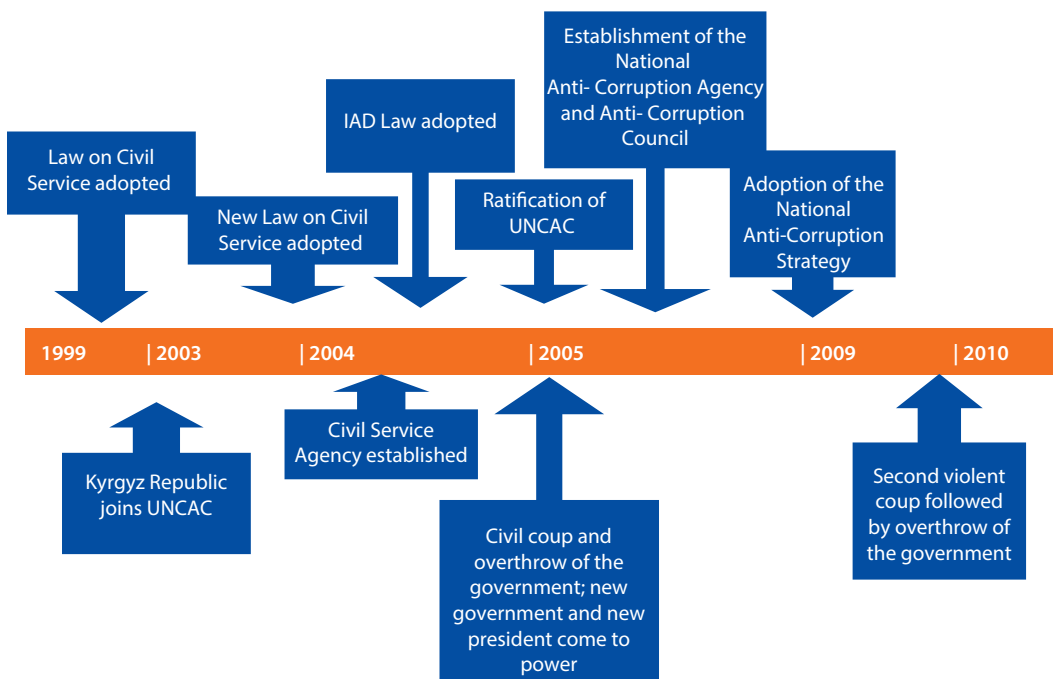 Establishment of the
National
Anti- Corruption Agency
and Anti- Corruption
Council
IAD Law adopted
Law on Civil
Service adopted
New Law on Civil
Service adopted
Ratification of
UNCAC
Adoption of the
National
Anti-Corruption
Strategy
1999 | 2003 | 2004 | 2005 | 2009 | 2010
Kyrgyz Republic
joins UNCAC
Civil Service
Agency established
Civil coup and
overthrow of the
government; new
government and new
president come to
power
Second violent
coup followed
by overthrow of
the government